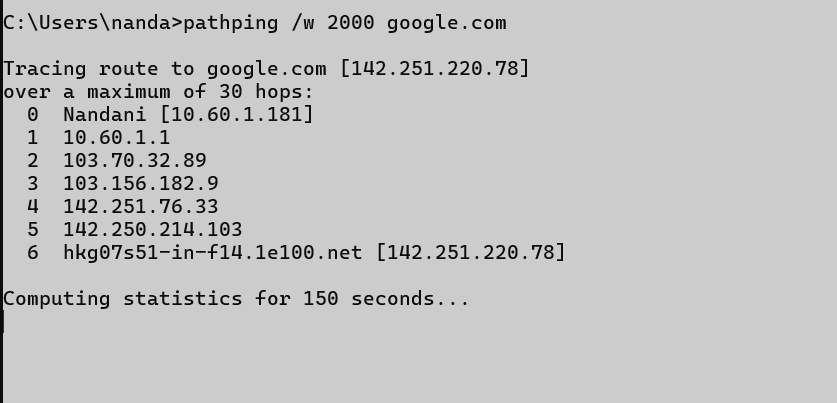 C:\Users\nanda>pathping /w 2000 google.com
Tracing route to google.com [142.251.220.78]
over a maximum of 30 hops:
  0  Nandani [10.60.1.181]
  1  10.60.1.1
  2  103.70.32.89
  3  103.156.182.9
  4  142.251.76.33
  5  142.250.214.103
  6  hkg07s51-in-f14.1e100.net [142.251.220.78]
Computing statistics for 150 seconds...